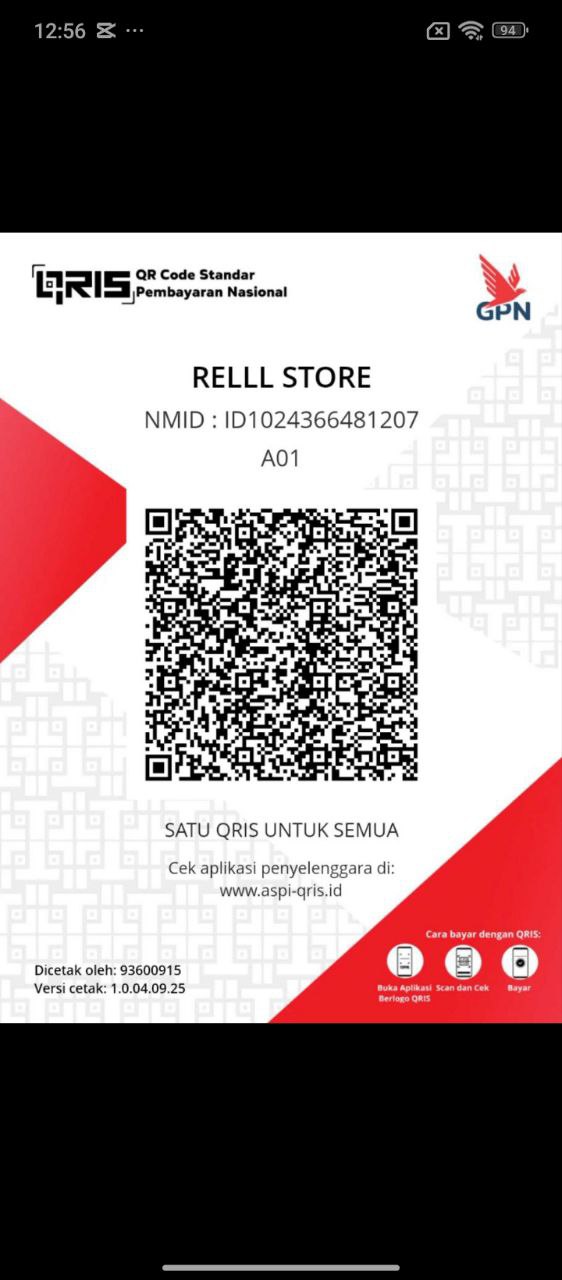 12:56
94
QRIS
QR Code Standar
Pembayaran Nasional
GPN
RELLL STORE
NMID : ID1024366481207
A01
SATU QRIS UNTUK SEMUA
Cek aplikasi penyelenggara di:
www.aspi-qris.id
Dicetak oleh: 93600915
Versi cetak: 1.0.04.09.25
Cara bayar dengan QRIS:
Buka Aplikasi
Berlogo QRIS
Scan dan Cek
Bayar